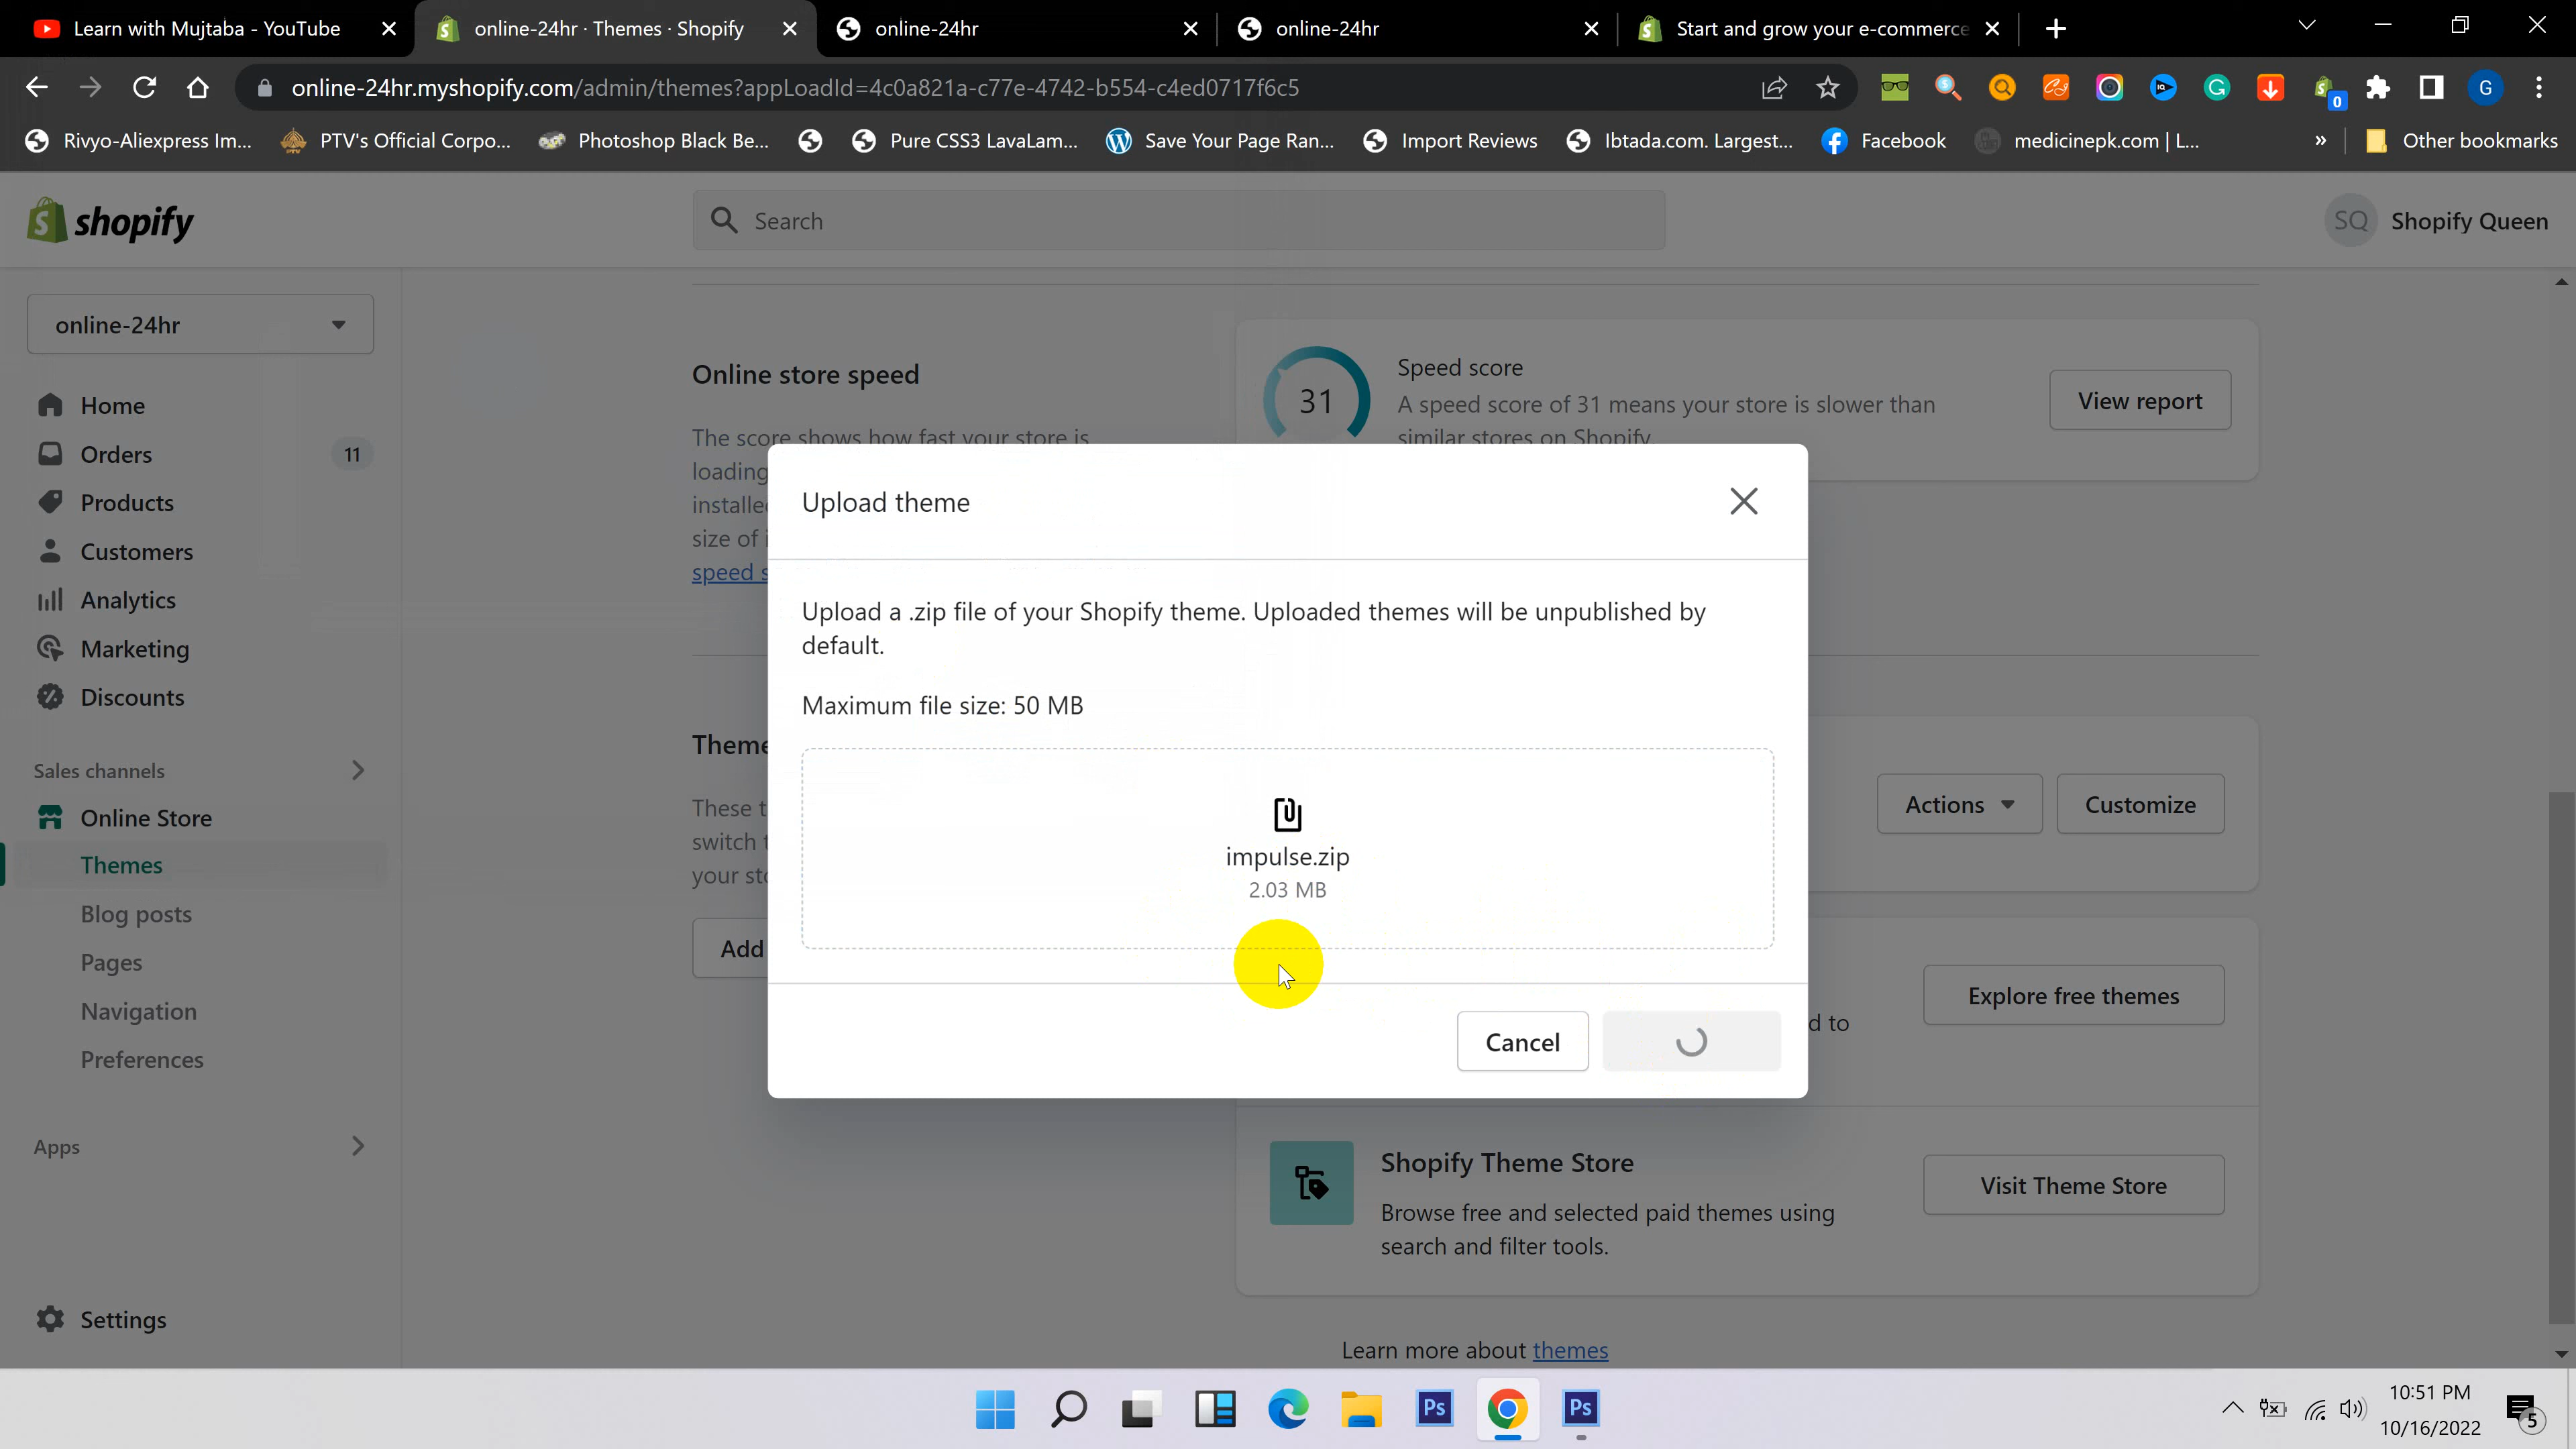 Learn with Mujtaba - YouTube
online-24hr · Themes · Shopify
online-24hr
online-24hr
Start and grow your e-commerce
online-24hr.myshopify.com/admin/themes?appLoadId=4c0a821a-c77e-4742-b554-c4ed0717f6c5
0
G
Rivyo-Aliexpress Im...
PTV's Official Corpo...
Photoshop Black Be...
Pure CSS3 LavaLam...
Save Your Page Ran...
Import Reviews
Ibtada.com. Largest...
Facebook
medicinepk.com | L...
»
Other bookmarks
shopify
Search
SQ
Shopify Queen
online-24hr
Home
Orders
11
Products
Customers
Analytics
Marketing
Discounts
Sales channels
Online Store
Themes
Blog posts
Pages
Navigation
Preferences
Apps
Settings
Online store speed
The score shows how fast your store is
loading
size of
speed
31
Speed score
A speed score of 31 means your store is slower than
similar stores on Shopify
View report
Upload theme
Upload a .zip file of your Shopify theme. Uploaded themes will be unpublished by
default.
Maximum file size: 50 MB
impulse.zip
2.03 MB
Cancel
Theme
These
switch
your
Add
Actions
Customize
to
Explore free themes
Shopify Theme Store
Browse free and selected paid themes using
search and filter tools.
Visit Theme Store
Learn more about themes
Ps
Ps
10:51 PM
10/16/2022
5